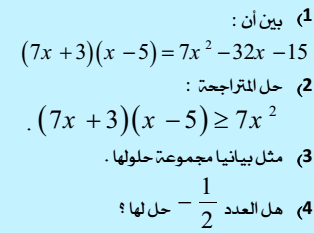 1) بين أن :
(7x + 3)(x − 5) = 7x² − 32x − 15
2) حل المتراجحة :
(7x + 3)(x − 5) ≥ 7x² .
3) مثل بيانيا مجموعة حلولها .
4) هل العدد −1/2 حل لها ؟